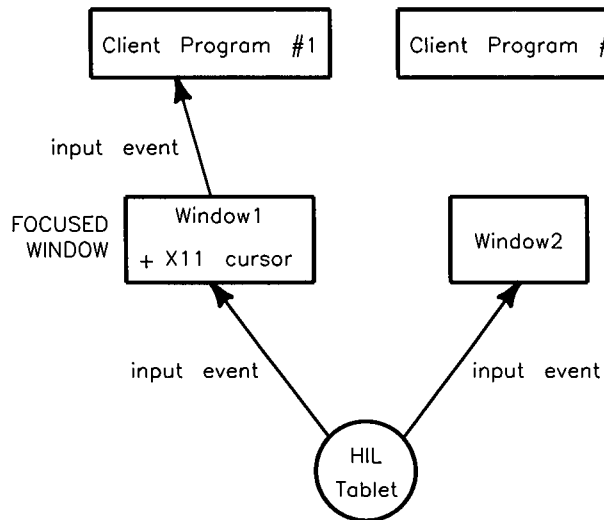 Client Program #1
Client Program #
input event
FOCUSED
WINDOW
Window1
+ X11 cursor
Window2
input event
input event
HIL
Tablet